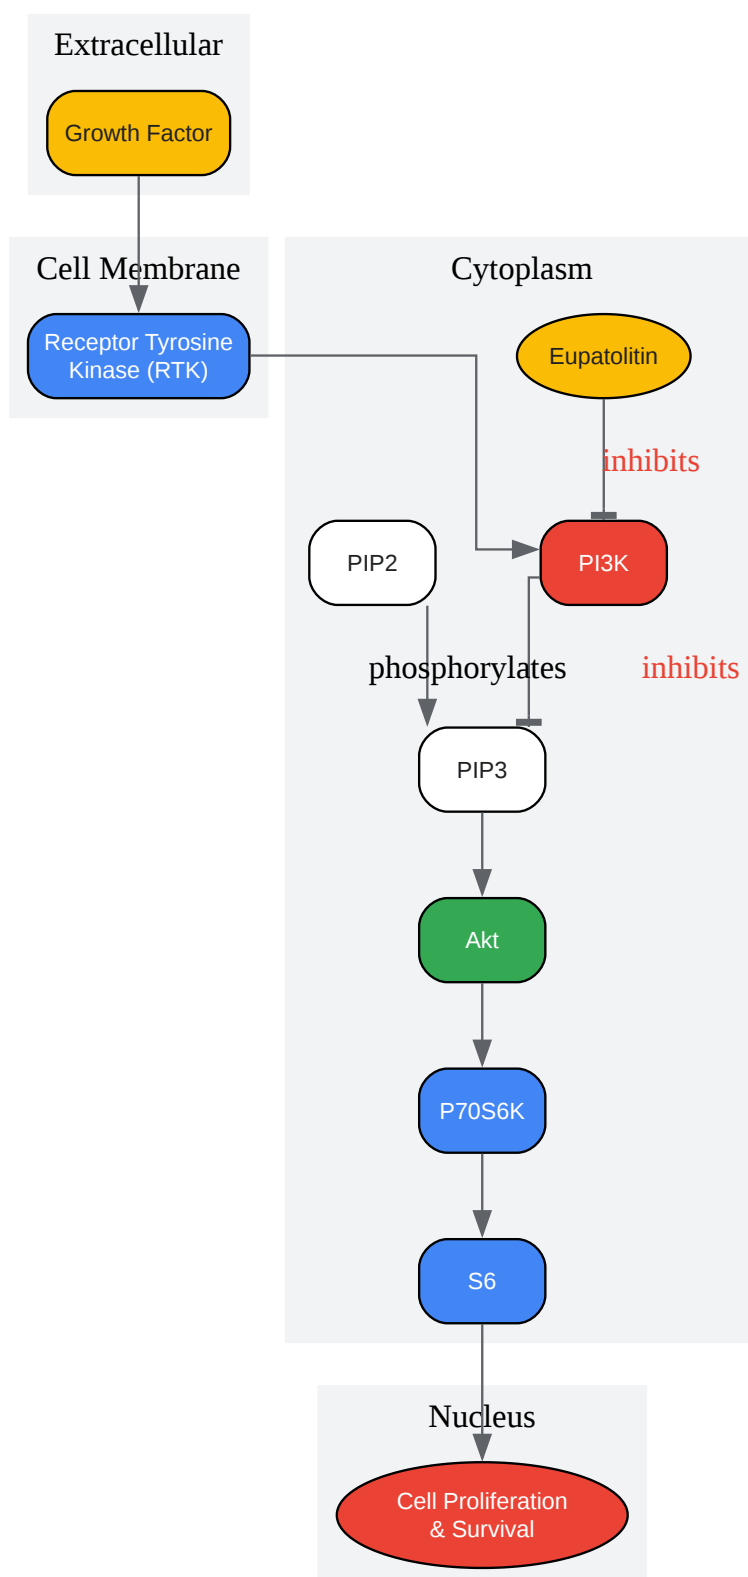 Extracellular
Growth Factor
Cell Membrane
Cytoplasm
Receptor Tyrosine
Kinase (RTK)
Eupatolitin
inhibits
PIP2
PI3K
phosphorylates
inhibits
PIP3
Akt
P70S6K
S6
Nucleus
Cell Proliferation
& Survival